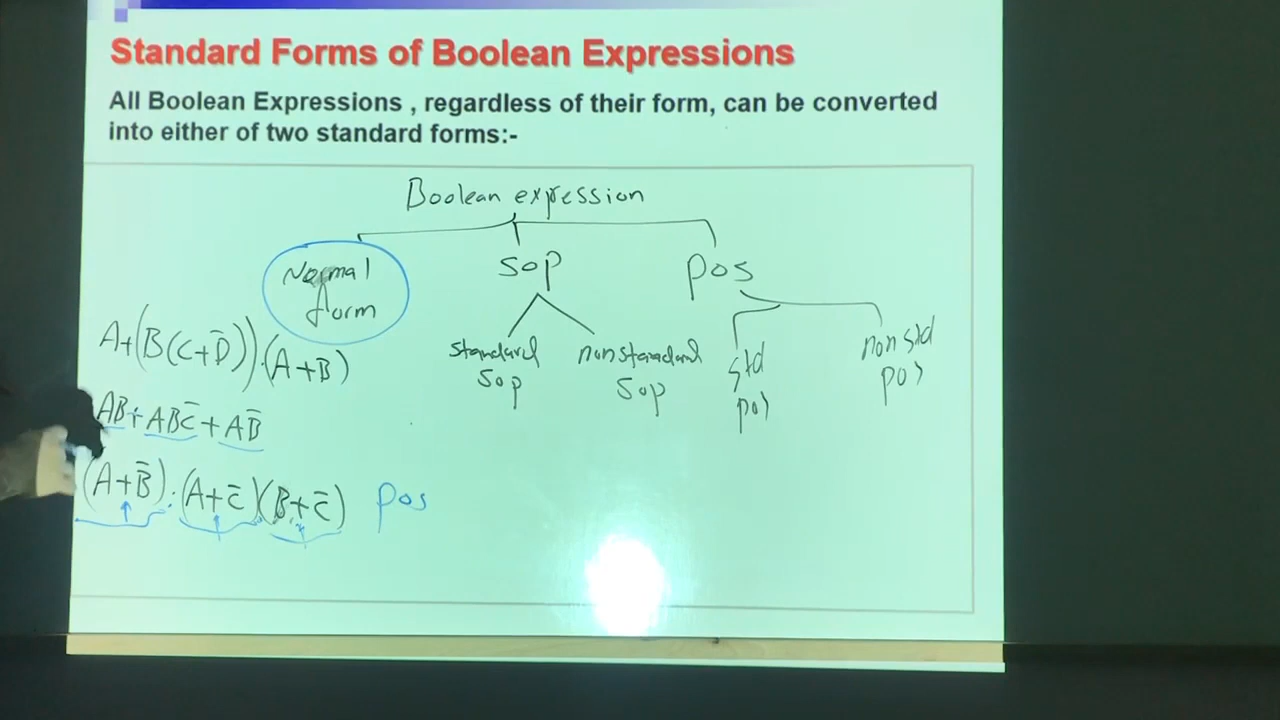 Standard Forms of Boolean Expressions
All Boolean Expressions , regardless of their form, can be converted
into either of two standard forms:-
Boolean expression
Normal form
SOP
POS
standard SOP
nonstandard SOP
std pos
non std pos
A+(B(C+D̄)).(A+B)
AB+ABC̄+AB̄
(A+B̄).(A+C̄)(B+C̄) pos